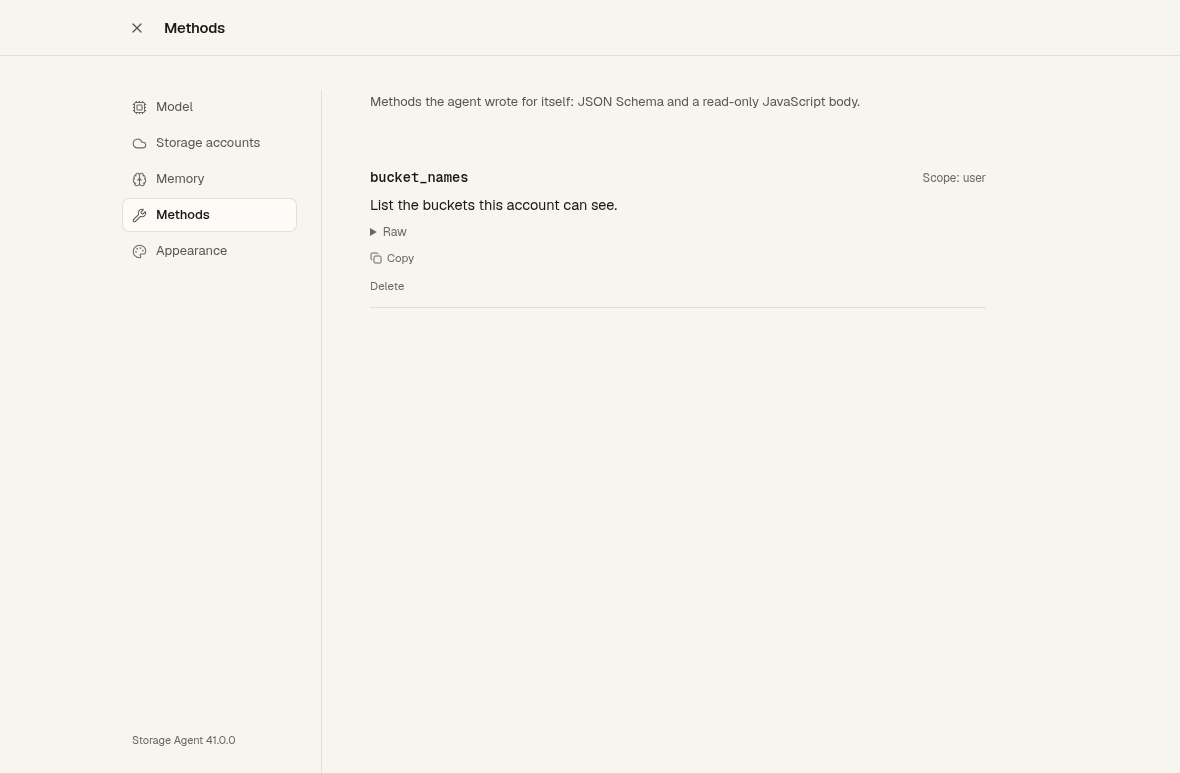 Methods
Model
Storage accounts
Memory
Methods
Appearance
Storage Agent 41.0.0
Methods the agent wrote for itself: JSON Schema and a read-only JavaScript body.
bucket_names
Scope: user
List the buckets this account can see.
Raw
Copy
Delete